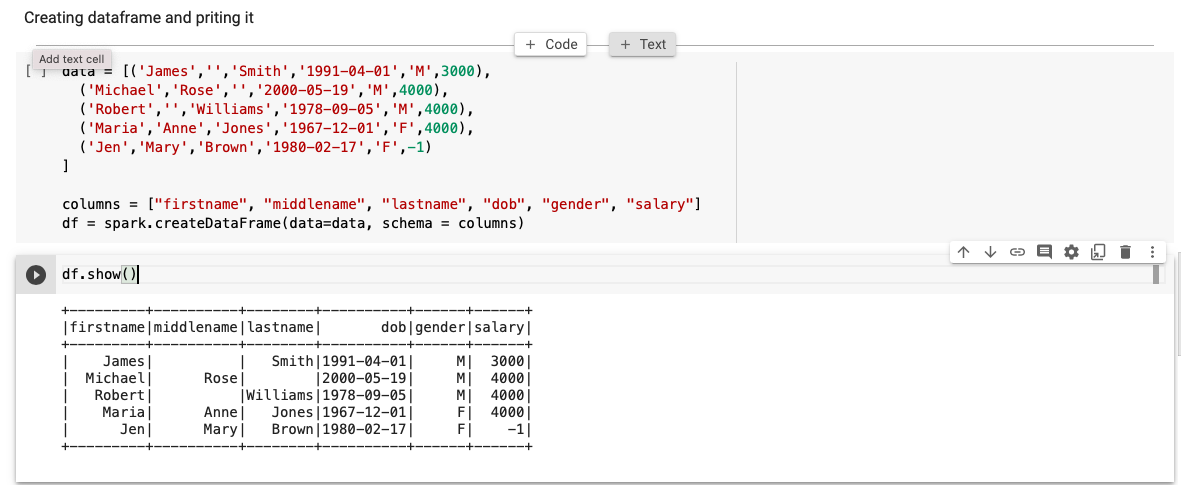 Creating dataframe and priting it
+ Code + Text
Add text cell
[ ] data = [('James','','Smith','1991-04-01','M',3000),
('Michael','Rose','','2000-05-19','M',4000),
('Robert','','Williams','1978-09-05','M',4000),
('Maria','Anne','Jones','1967-12-01','F',4000),
('Jen','Mary','Brown','1980-02-17','F',-1)
]
columns = ["firstname", "middlename", "lastname", "dob", "gender", "salary"]
df = spark.createDataFrame(data=data, schema = columns)
df.show()
+---------+----------+--------+----------+------+------+
|firstname|middlename|lastname|       dob|gender|salary|
+---------+----------+--------+----------+------+------+
|    James|          |   Smith|1991-04-01|     M|  3000|
|  Michael|      Rose|        |2000-05-19|     M|  4000|
|   Robert|          |Williams|1978-09-05|     M|  4000|
|    Maria|      Anne|   Jones|1967-12-01|     F|  4000|
|      Jen|      Mary|   Brown|1980-02-17|     F|    -1|
+---------+----------+--------+----------+------+------+